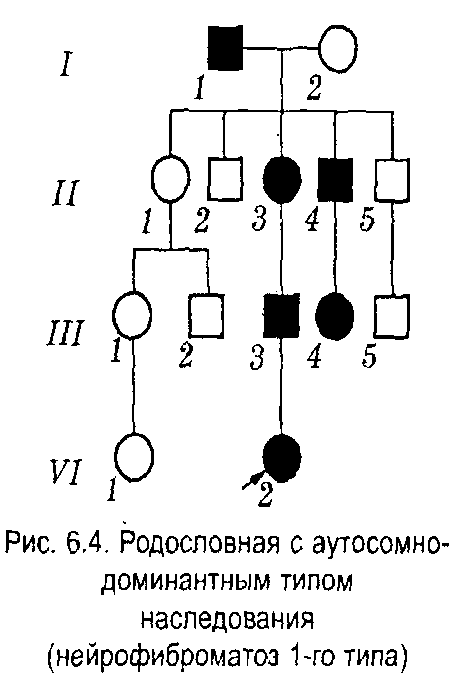 I
1 2
II
1 2 3 4 5
III
1 2 3 4 5
VI
1 2
Рис. 6.4. Родословная с аутосомно-
доминантным типом
наследования
(нейрофиброматоз 1-го типа)